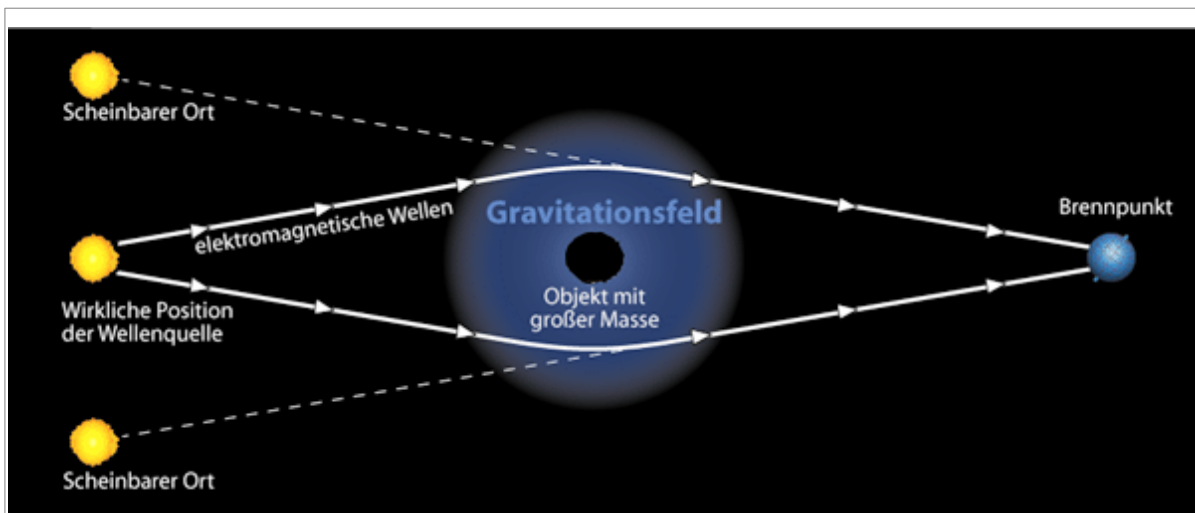 Scheinbarer Ort
elektromagnetische Wellen
Gravitationsfeld
Brennpunkt
Wirkliche Position
der Wellenquelle
Objekt mit
großer Masse
Scheinbarer Ort